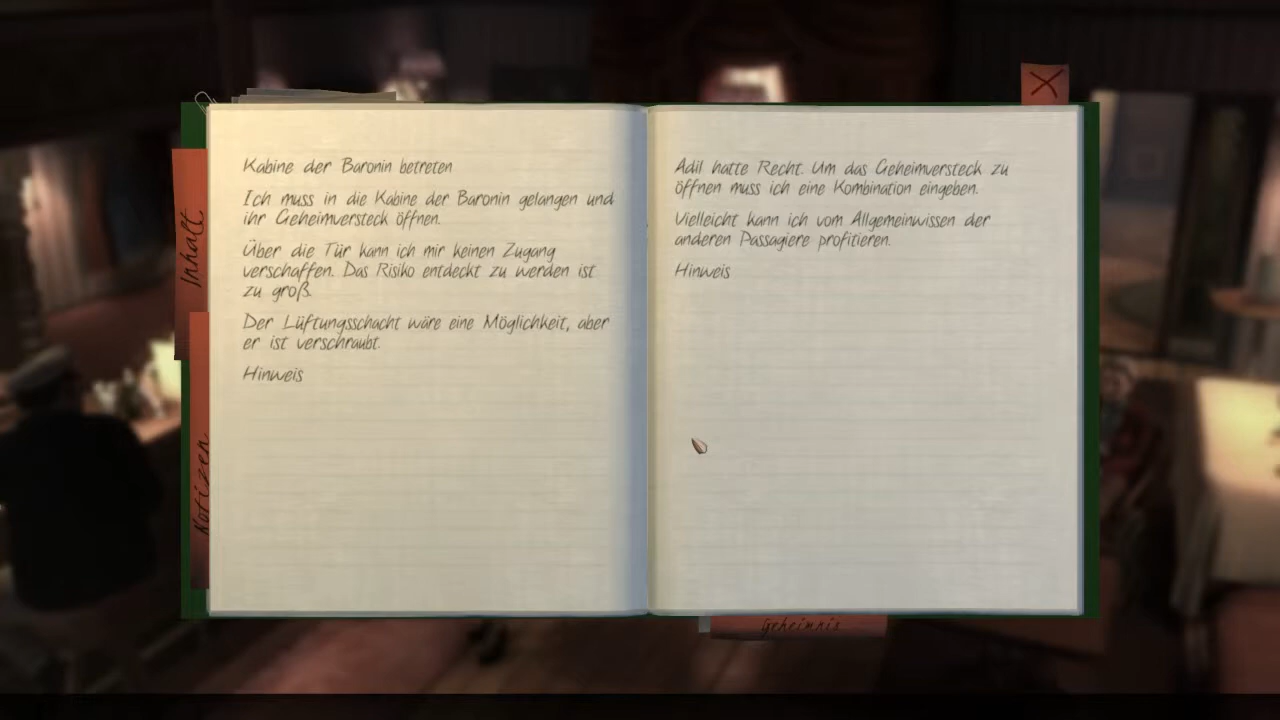 Kabine der Baronin betreten
Ich muss in die Kabine der Baronin gelangen und
ihr Geheimversteck öffnen.
Über die Tür kann ich mir keinen Zugang
verschaffen. Das Risiko entdeckt zu werden ist
zu groß.
Der Lüftungsschacht wäre eine Möglichkeit, aber
er ist verschraubt.
Hinweis
Adil hatte Recht. Um das Geheimversteck zu
öffnen muss ich eine Kombination eingeben.
Vielleicht kann ich vom Allgemeinwissen der
anderen Passagiere profitieren.
Hinweis
Inhalt
Notizen
Geheimnis